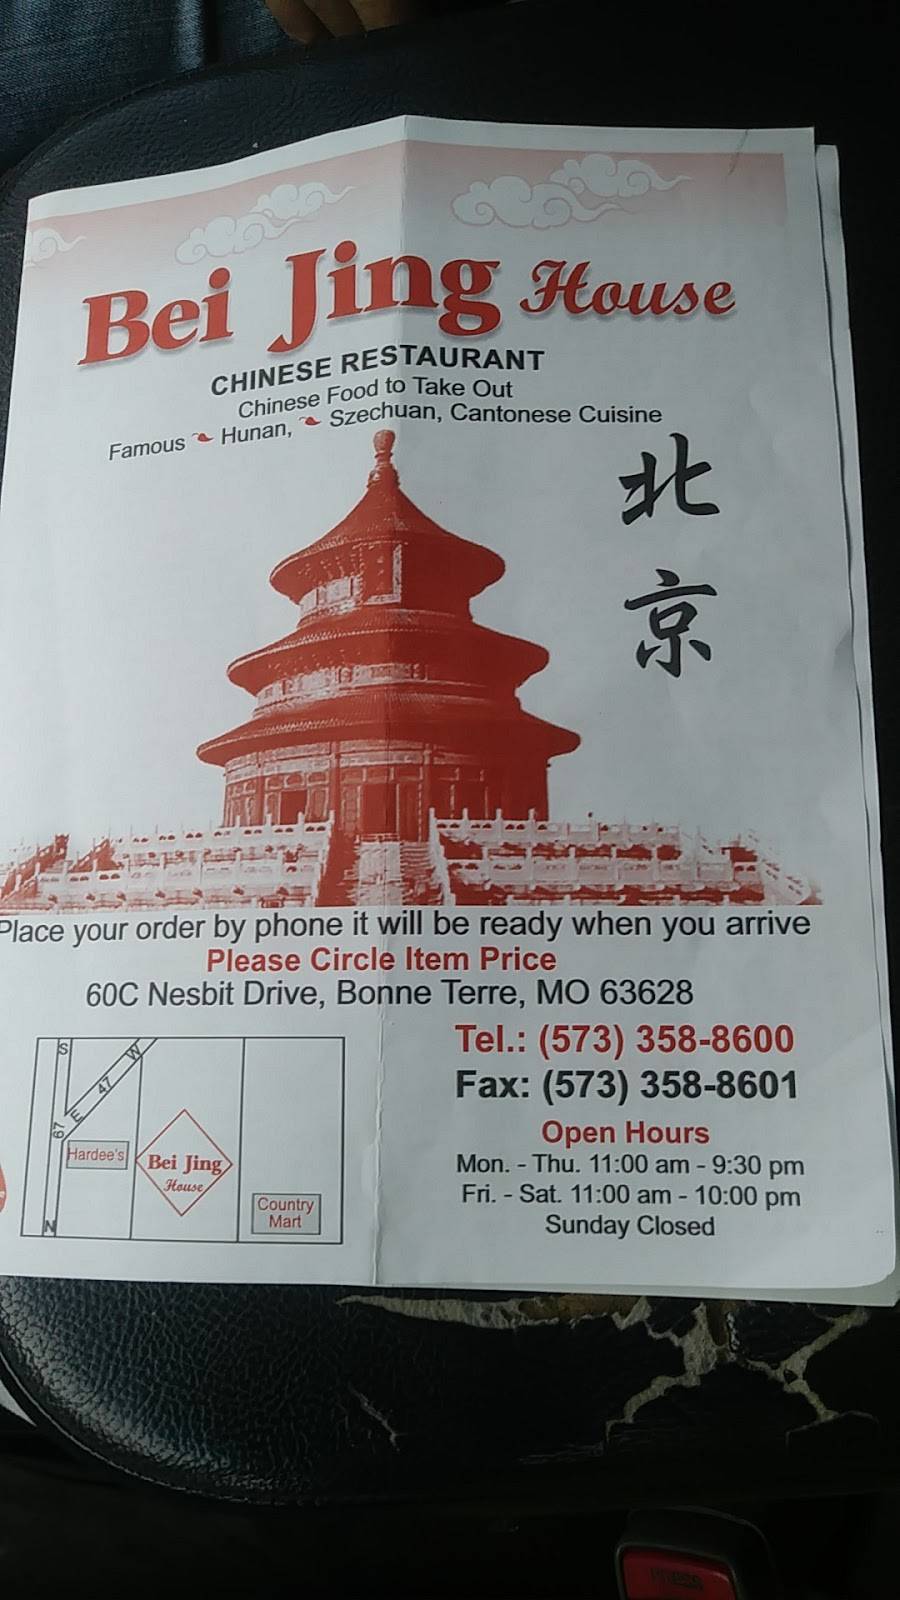 Bei Jing House
CHINESE RESTAURANT
Chinese Food to Take Out
Famous Hunan, Szechuan, Cantonese Cuisine
北
京
Place your order by phone it will be ready when you arrive
Please Circle Item Price
60C Nesbit Drive, Bonne Terre, MO 63628
Tel.: (573) 358-8600
Fax: (573) 358-8601
Open Hours
Mon. - Thu. 11:00 am - 9:30 pm
Fri. - Sat. 11:00 am - 10:00 pm
Sunday Closed
S
W
47
E
67
N
Hardee's
Bei Jing
House
Country
Mart
PRESS